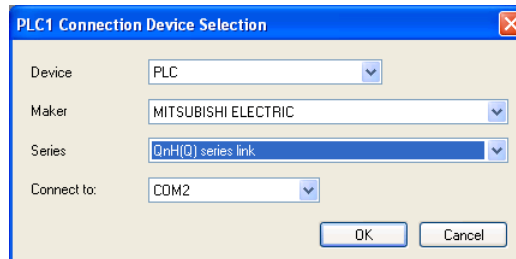 PLC1 Connection Device Selection
Device PLC
Maker MITSUBISHI ELECTRIC
Series QnH(Q) series link
Connect to: COM2
OK Cancel